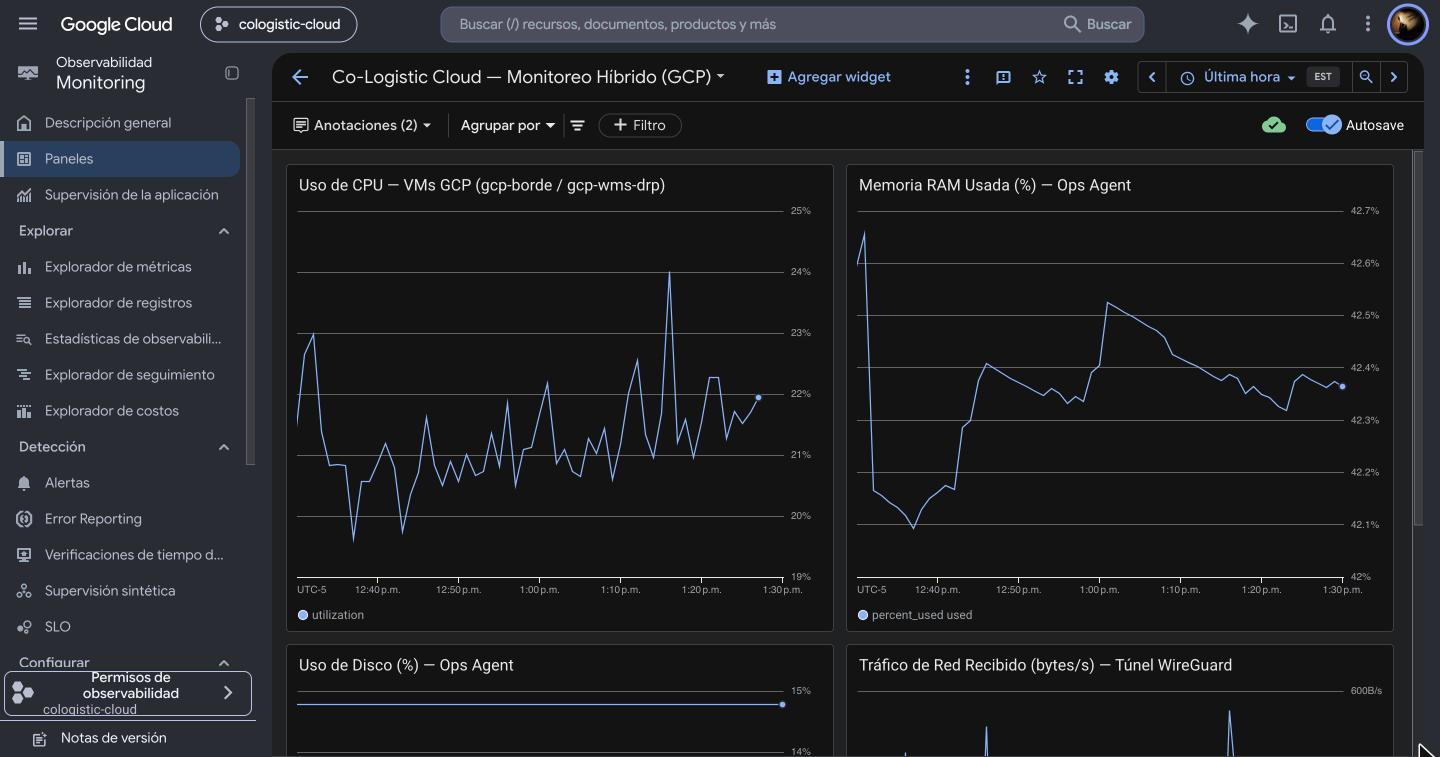 Google Cloud
cologistic-cloud
Buscar (/) recursos, documentos, productos y más
Buscar
Observabilidad
Monitoring
Descripción general
Paneles
Supervisión de la aplicación
Explorar
Explorador de métricas
Explorador de registros
Estadísticas de observabili...
Explorador de seguimiento
Explorador de costos
Detección
Alertas
Error Reporting
Verificaciones de tiempo d...
Supervisión sintética
SLO
Configurar
Permisos de
observabilidad
cologistic-cloud
Notas de versión
Co-Logistic Cloud — Monitoreo Híbrido (GCP)
Agregar widget
Última hora
EST
Anotaciones (2)
Agrupar por
Filtro
Autosave
Uso de CPU — VMs GCP (gcp-borde / gcp-wms-drp)
25%
24%
23%
22%
21%
20%
19%
UTC-5
12:40 p.m.
12:50 p.m.
1:00 p.m.
1:10 p.m.
1:20 p.m.
1:30 p.m.
utilization
Memoria RAM Usada (%) — Ops Agent
42.7%
42.6%
42.5%
42.4%
42.3%
42.2%
42.1%
42%
UTC-5
12:40 p.m.
12:50 p.m.
1:00 p.m.
1:10 p.m.
1:20 p.m.
1:30 p.m.
percent_used used
Uso de Disco (%) — Ops Agent
15%
14%
Tráfico de Red Recibido (bytes/s) — Túnel WireGuard
600B/s